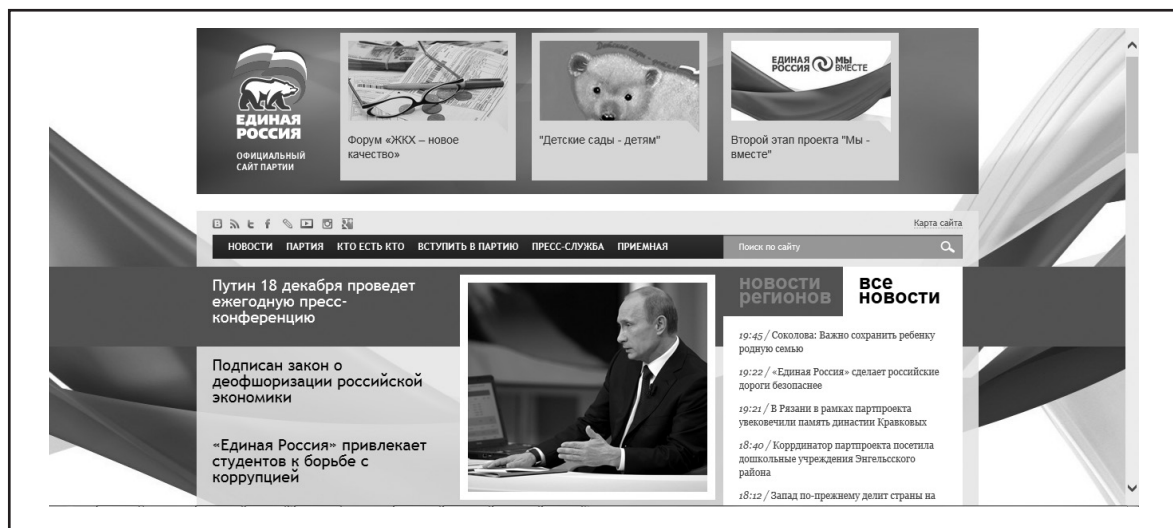 ЕДИНАЯ
РОССИЯ
ОФИЦИАЛЬНЫЙ
САЙТ ПАРТИИ
Форум «ЖКХ – новое
качество»
"Детские сады - детям"
ЕДИНАЯ
РОССИЯ
МЫ
ВМЕСТЕ
Второй этап проекта "Мы -
вместе"
Карта сайта
НОВОСТИ ПАРТИЯ КТО ЕСТЬ КТО ВСТУПИТЬ В ПАРТИЮ ПРЕСС-СЛУЖБА ПРИЕМНАЯ
Поиск по сайту
Путин 18 декабря проведет
ежегодную пресс-
конференцию
Подписан закон о
деофшоризации российской
экономики
«Единая Россия» привлекает
студентов к борьбе с
коррупцией
новости
регионов
все
новости
19:45 / Соколова: Важно сохранить ребенку
родную семью
19:22 / «Единая Россия» сделает российские
дороги безопаснее
19:21 / В Рязани в рамках партпроекта
увековечили память династии Кравковых
18:40 / Коррдинатор партпроекта посетила
дошкольные учреждения Энгельсского
района
18:12 / Запад по-прежнему делит страны на